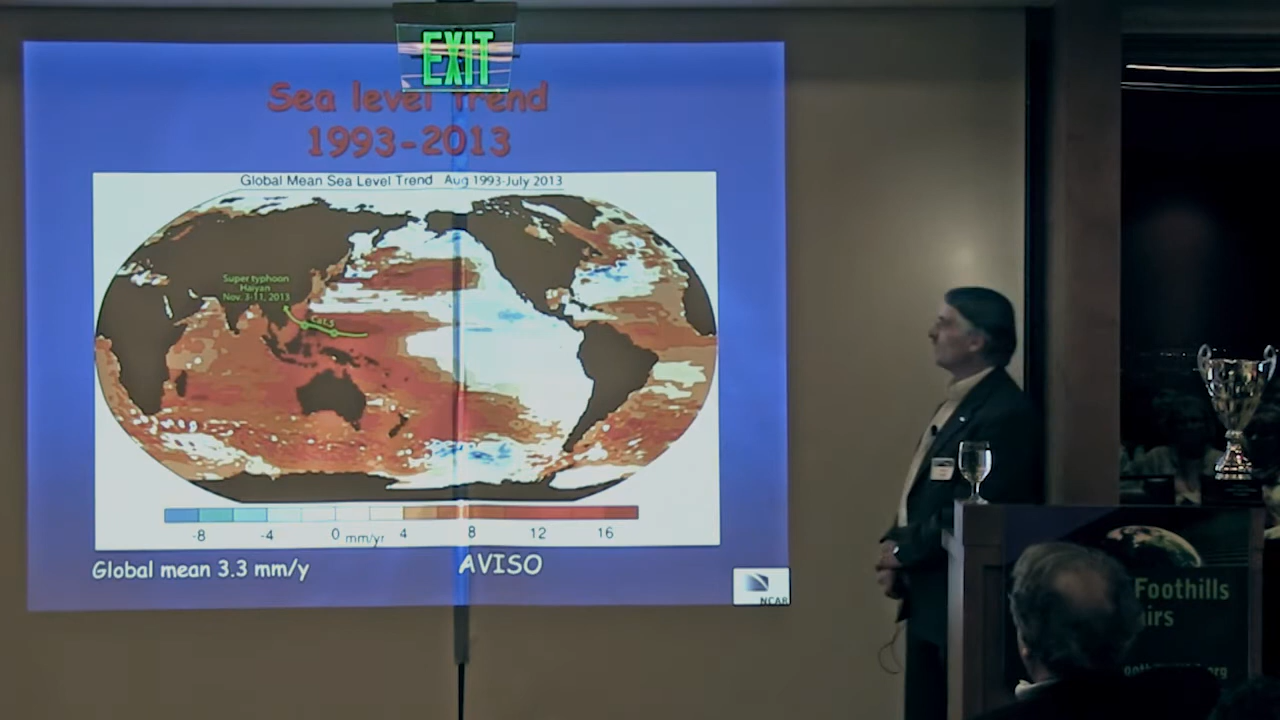 EXIT
Sea level Trend
1993-2013
Global Mean Sea Level Trend Aug 1993-July 2013
Super typhoon
Haiyan
Nov. 3-11, 2013
Cat.5
-8 -4 0 mm/yr 4 8 12 16
Global mean 3.3 mm/y
AVISO
NCAR
Foothills